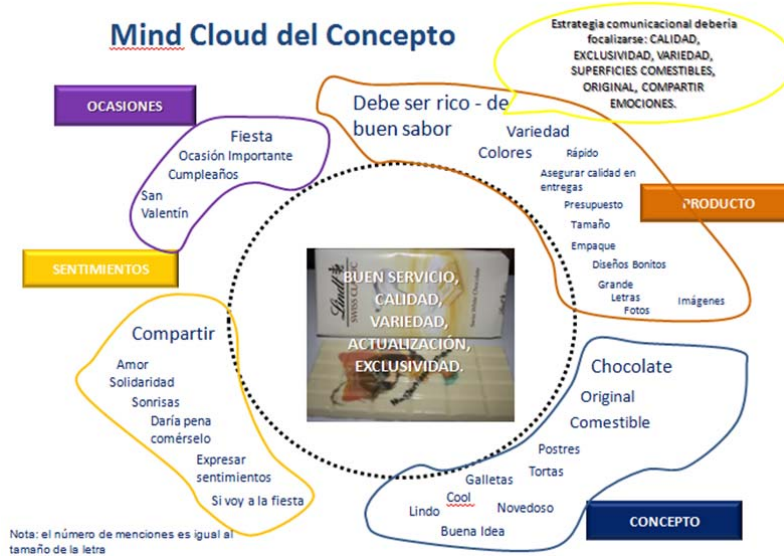 Mind Cloud del Concepto
Estrategia comunicacional debería
focalizarse: CALIDAD,
EXCLUSIVIDAD, VARIEDAD,
SUPERFICIES COMESTIBLES,
ORIGINAL, COMPARTIR
EMOCIONES.
OCASIONES
Fiesta
Ocasión Importante
Cumpleaños
San
Valentín
Debe ser rico - de
buen sabor
Variedad
Colores
Rápido
Asegurar calidad en
entregas
Presupuesto
Tamaño
Empaque
Diseños Bonitos
Grande
Letras
Fotos
Imágenes
PRODUCTO
SENTIMIENTOS
Compartir
Amor
Solidaridad
Sonrisas
Daría pena
comérselo
Expresar
sentimientos
Si voy a la fiesta
Lindt
SWISS CLASSIC
BUEN SERVICIO,
CALIDAD,
VARIEDAD,
ACTUALIZACIÓN,
EXCLUSIVIDAD.
Chocolate
Original
Comestible
Postres
Tortas
Galletas
Cool
Novedoso
Lindo
Buena Idea
CONCEPTO
Nota: el número de menciones es igual al
tamaño de la letra